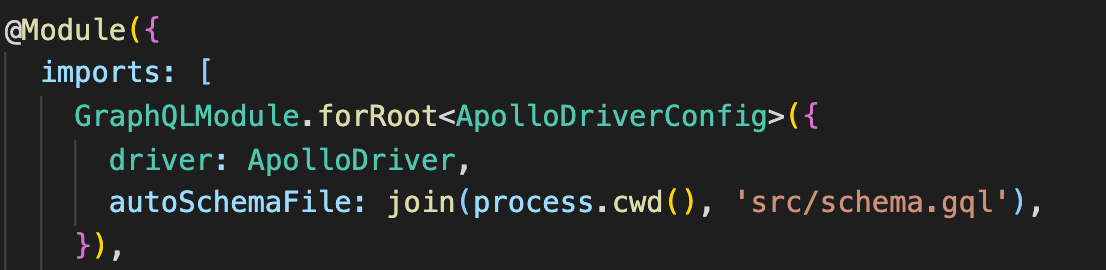 @Module({
imports: [
GraphQLModule.forRoot<ApolloDriverConfig>({
driver: ApolloDriver,
autoSchemaFile: join(process.cwd(), 'src/schema.gql'),
}),